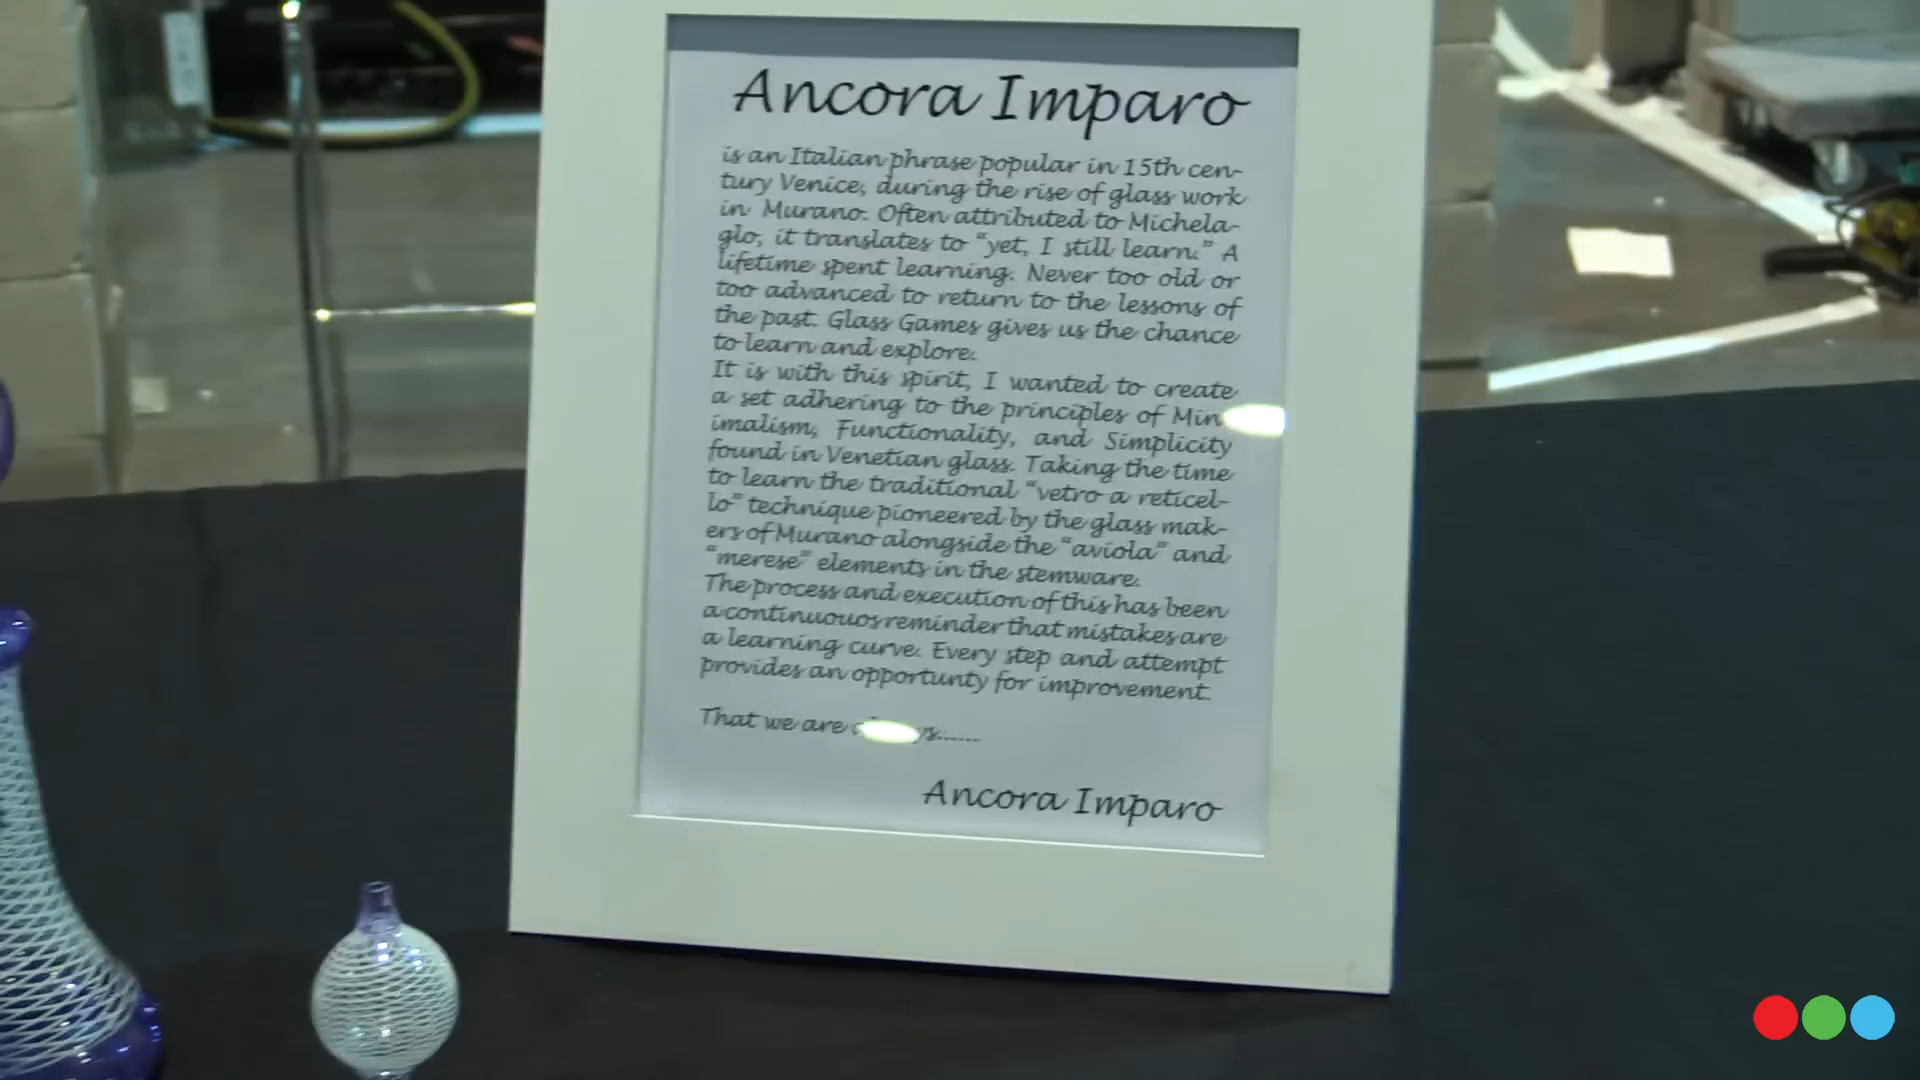 Ancora Imparo
is an Italian phrase popular in 15th cen-
tury Venice, during the rise of glass work
in Murano. Often attributed to Michela-
glo, it translates to “yet, I still learn.” A
lifetime spent learning. Never too old or
too advanced to return to the lessons of
the past. Glass Games gives us the chance
to learn and explore.
It is with this spirit, I wanted to create
a set adhering to the principles of Min
imalism, Functionality, and Simplicity
found in Venetian glass. Taking the time
to learn the traditional “vetro a reticel-
lo” technique pioneered by the glass mak-
ers of Murano alongside the “aviola” and
“merese” elements in the stemware.
The process and execution of this has been
a continuouos reminder that mistakes are
a learning curve. Every step and attempt
provides an opportunty for improvement.
That we are
Ancora Imparo